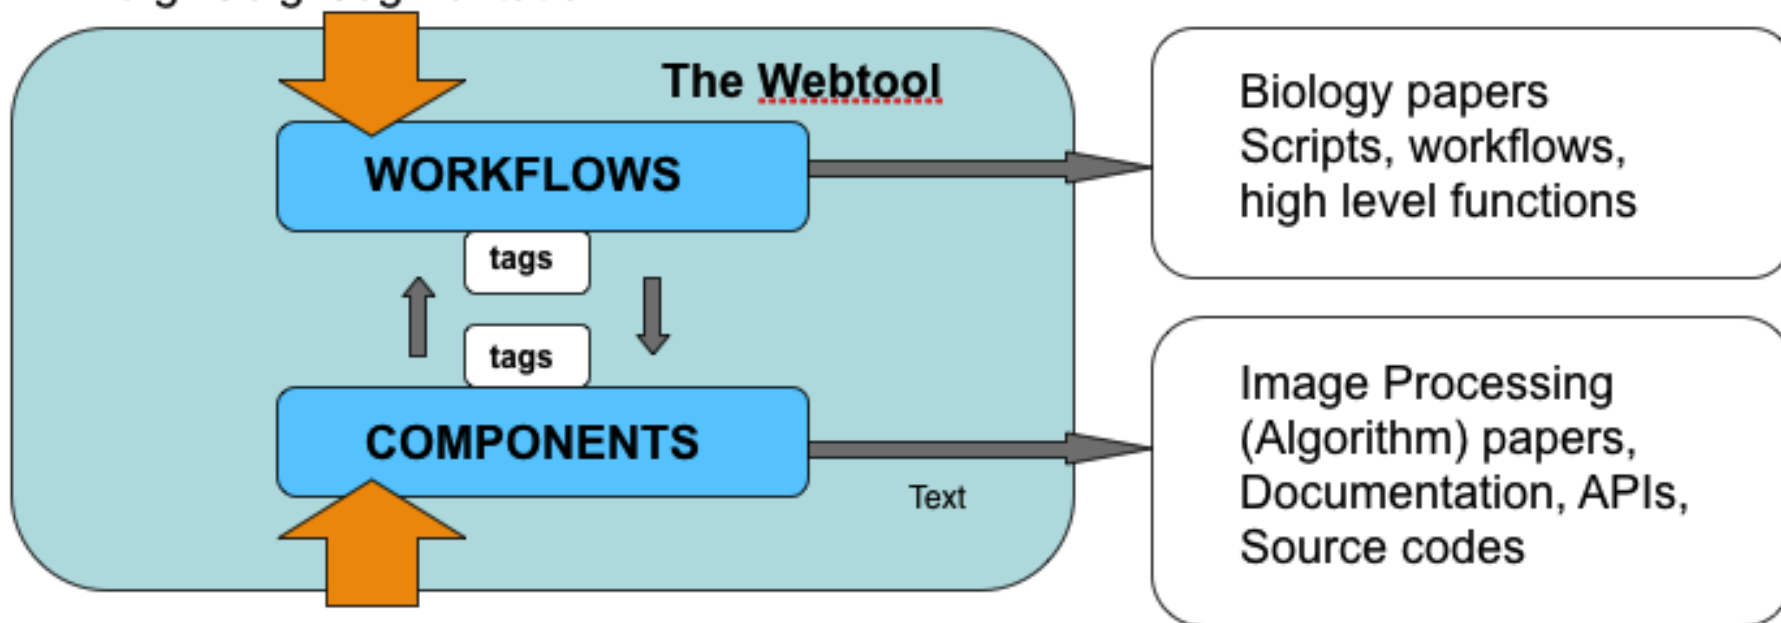 The Webtool
WORKFLOWS
tags
tags
COMPONENTS
Text
Biology papers
Scripts, workflows,
high level functions
Image Processing
(Algorithm) papers,
Documentation, APIs,
Source codes